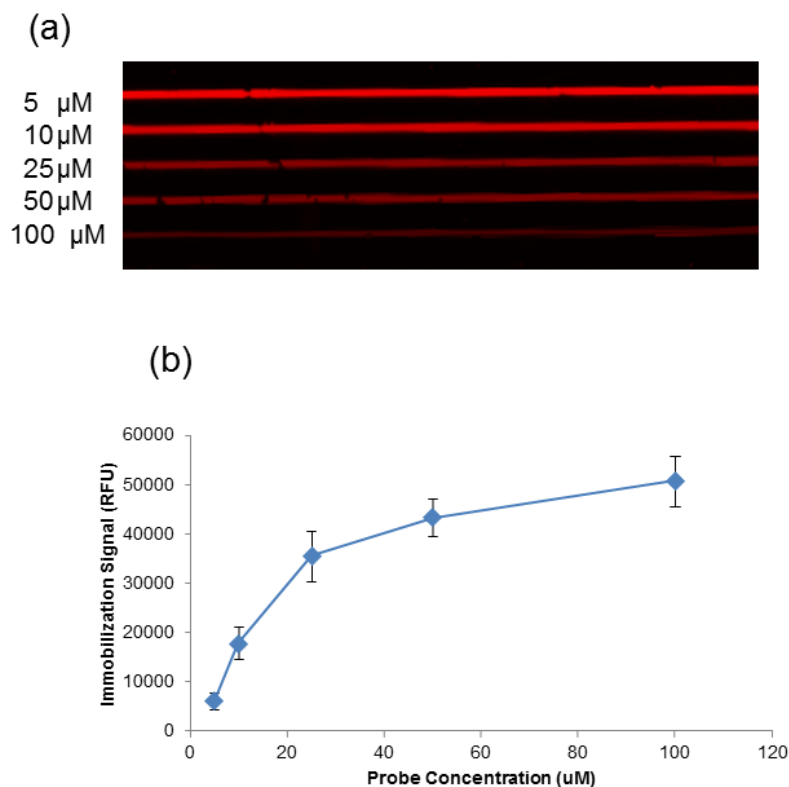 (a)
5 µM
10 µM
25 µM
50 µM
100 µM
(b)
60000
50000
40000
30000
20000
10000
0
Immobilization Signal (RFU)
0 20 40 60 80 100 120
Probe Concentration (uM)